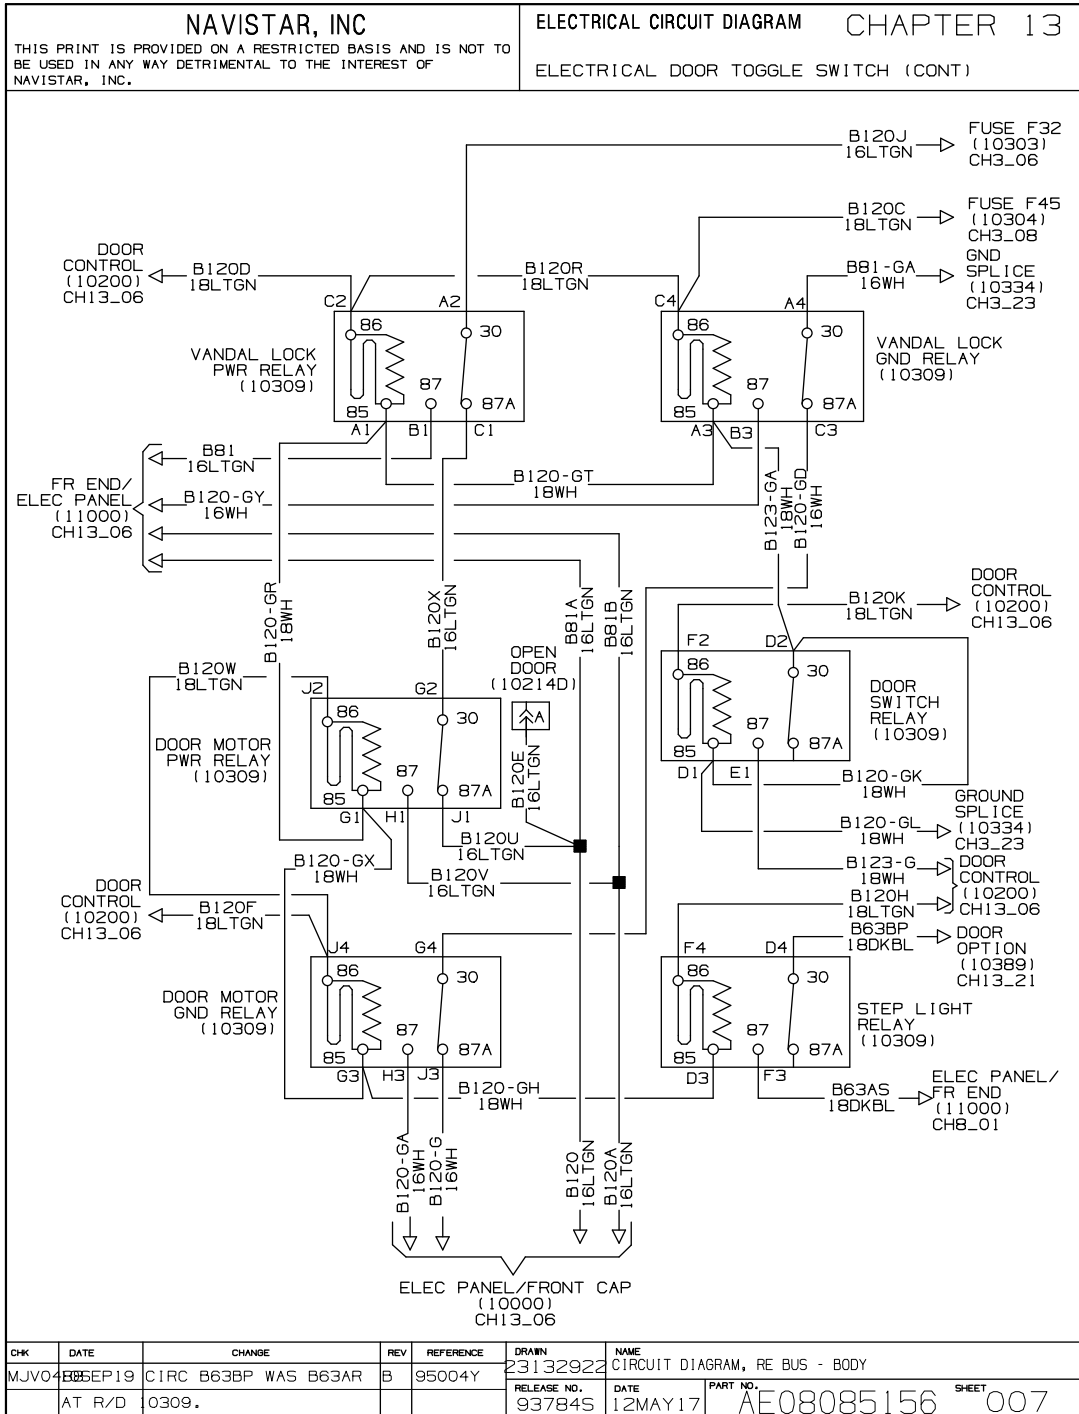 NAVISTAR, INC
THIS PRINT IS PROVIDED ON A RESTRICTED BASIS AND IS NOT TO
BE USED IN ANY WAY DETRIMENTAL TO THE INTEREST OF
NAVISTAR, INC.
ELECTRICAL CIRCUIT DIAGRAM CHAPTER 13
ELECTRICAL DOOR TOGGLE SWITCH (CONT)
B120J
16LTGN
FUSE F32
(10303)
CH3_06
B120C
18LTGN
FUSE F45
(10304)
CH3_08
DOOR
CONTROL
(10200)
CH13_06
B120D
18LTGN
B120R
18LTGN
B81-GA
16WH
GND
SPLICE
(10334)
CH3_23
C2 A2
86 30
VANDAL LOCK
PWR RELAY
(10309)
87
85 87A
A1 B1 C1
C4 A4
86 30
VANDAL LOCK
GND RELAY
(10309)
87
85 87A
A3 B3 C3
FR END/
ELEC PANEL
(11000)
CH13_06
B81
16LTGN
B120-GY
16WH
B120-GT
18WH
B123-GA
18WH
B120-GD
16WH
B120-GR
18WH
B120X
16LTGN
B81A
16LTGN
B81B
16LTGN
B120K
18LTGN
DOOR
CONTROL
(10200)
CH13_06
OPEN
DOOR
(10214D)
A
B120E
16LTGN
B120W
18LTGN
J2 G2
86 30
DOOR MOTOR
PWR RELAY
(10309)
87
85 87A
G1 H1 J1
F2 D2
86 30
DOOR
SWITCH
RELAY
(10309)
87
85 87A
D1 E1
B120-GK
18WH
B120U
16LTGN
B120-GL
18WH
GROUND
SPLICE
(10334)
CH3_23
B120-GX
18WH
B120V
16LTGN
B123-G
18WH
B120H
18LTGN
DOOR
CONTROL
(10200)
CH13_06
DOOR
CONTROL
(10200)
CH13_06
B120F
18LTGN
B63BP
18DKBL
DOOR
OPTION
(10389)
CH13_21
J4 G4
86 30
DOOR MOTOR
GND RELAY
(10309)
87
85 87A
G3 H3 J3
F4 D4
86 30
STEP LIGHT
RELAY
(10309)
87
85 87A
D3 F3
B120-GH
18WH
B63AS
18DKBL
ELEC PANEL/
FR END
(11000)
CH8_01
B120-GA
16WH
B120-G
16WH
B120
16LTGN
B120A
16LTGN
ELEC PANEL/FRONT CAP
(10000)
CH13_06
CHK DATE CHANGE REV REFERENCE
CIRC B63BP WAS B63AR B 95004Y
AT R/D 10309.
DRAWN
23132922
RELEASE NO.
93784S
NAME
CIRCUIT DIAGRAM, RE BUS - BODY
DATE
12MAY17
PART NO.
AE08085156
SHEET
007